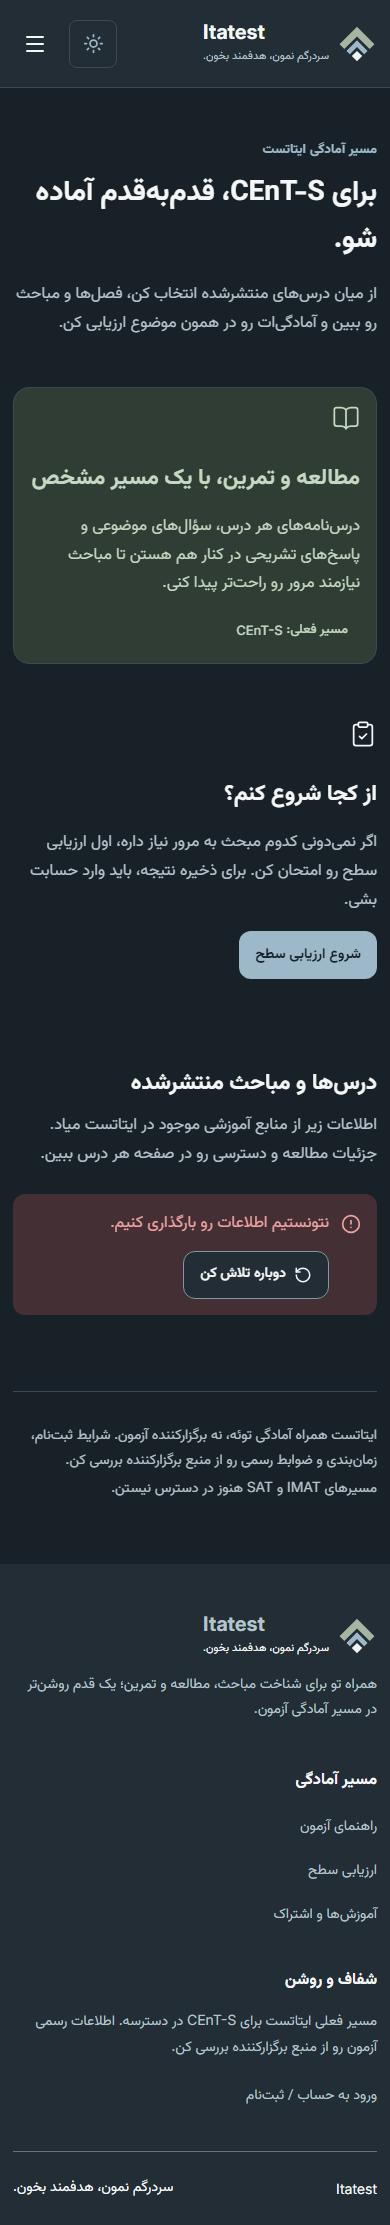 Itatest
سردرگم نمون، هدفمند بخون.
مسیر آمادگی ایتاتست
برای CEnT-S، قدم‌به‌قدم آماده
شو.
از میان درس‌های منتشرشده انتخاب کن، فصل‌ها و مباحث
رو ببین و آمادگی‌ات رو در همون موضوع ارزیابی کن.
مطالعه و تمرین، با یک مسیر مشخص
درس‌نامه‌های هر درس، سؤال‌های موضوعی و
پاسخ‌های تشریحی در کنار هم هستن تا مباحث
نیازمند مرور رو راحت‌تر پیدا کنی.
مسیر فعلی: CEnT-S
از کجا شروع کنم؟
اگر نمی‌دونی کدوم مبحث به مرور نیاز داره، اول ارزیابی
سطح رو امتحان کن. برای ذخیره نتیجه، باید وارد حسابت
بشی.
شروع ارزیابی سطح
درس‌ها و مباحث منتشرشده
اطلاعات زیر از منابع آموزشی موجود در ایتاتست میاد.
جزئیات مطالعه و دسترسی رو در صفحه هر درس ببین.
نتونستیم اطلاعات رو بارگذاری کنیم.
دوباره تلاش کن
ایتاتست همراه آمادگی توئه، نه برگزارکننده آزمون. شرایط ثبت‌نام،
زمان‌بندی و ضوابط رسمی رو از منبع برگزارکننده بررسی کن.
مسیرهای IMAT و SAT هنوز در دسترس نیستن.
Itatest
سردرگم نمون، هدفمند بخون.
همراه تو برای شناخت مباحث، مطالعه و تمرین؛ یک قدم روشن‌تر
در مسیر آمادگی آزمون.
مسیر آمادگی
راهنمای آزمون
ارزیابی سطح
آموزش‌ها و اشتراک
شفاف و روشن
مسیر فعلی ایتاتست برای CEnT-S در دسترسه. اطلاعات رسمی
آزمون رو از منبع برگزارکننده بررسی کن.
ورود به حساب / ثبت‌نام
Itatest
سردرگم نمون، هدفمند بخون.